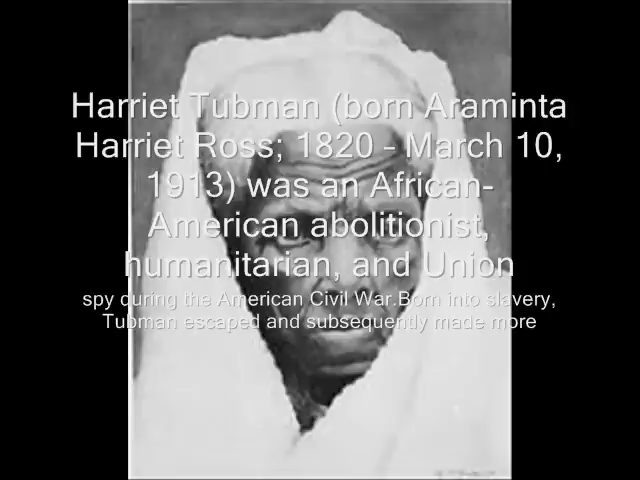 Harriet Tubman (born Araminta
Harriet Ross; 1820 – March 10,
1913) was an African-
American abolitionist,
humanitarian, and Union
spy during the American Civil War.Born into slavery,
Tubman escaped and subsequently made more